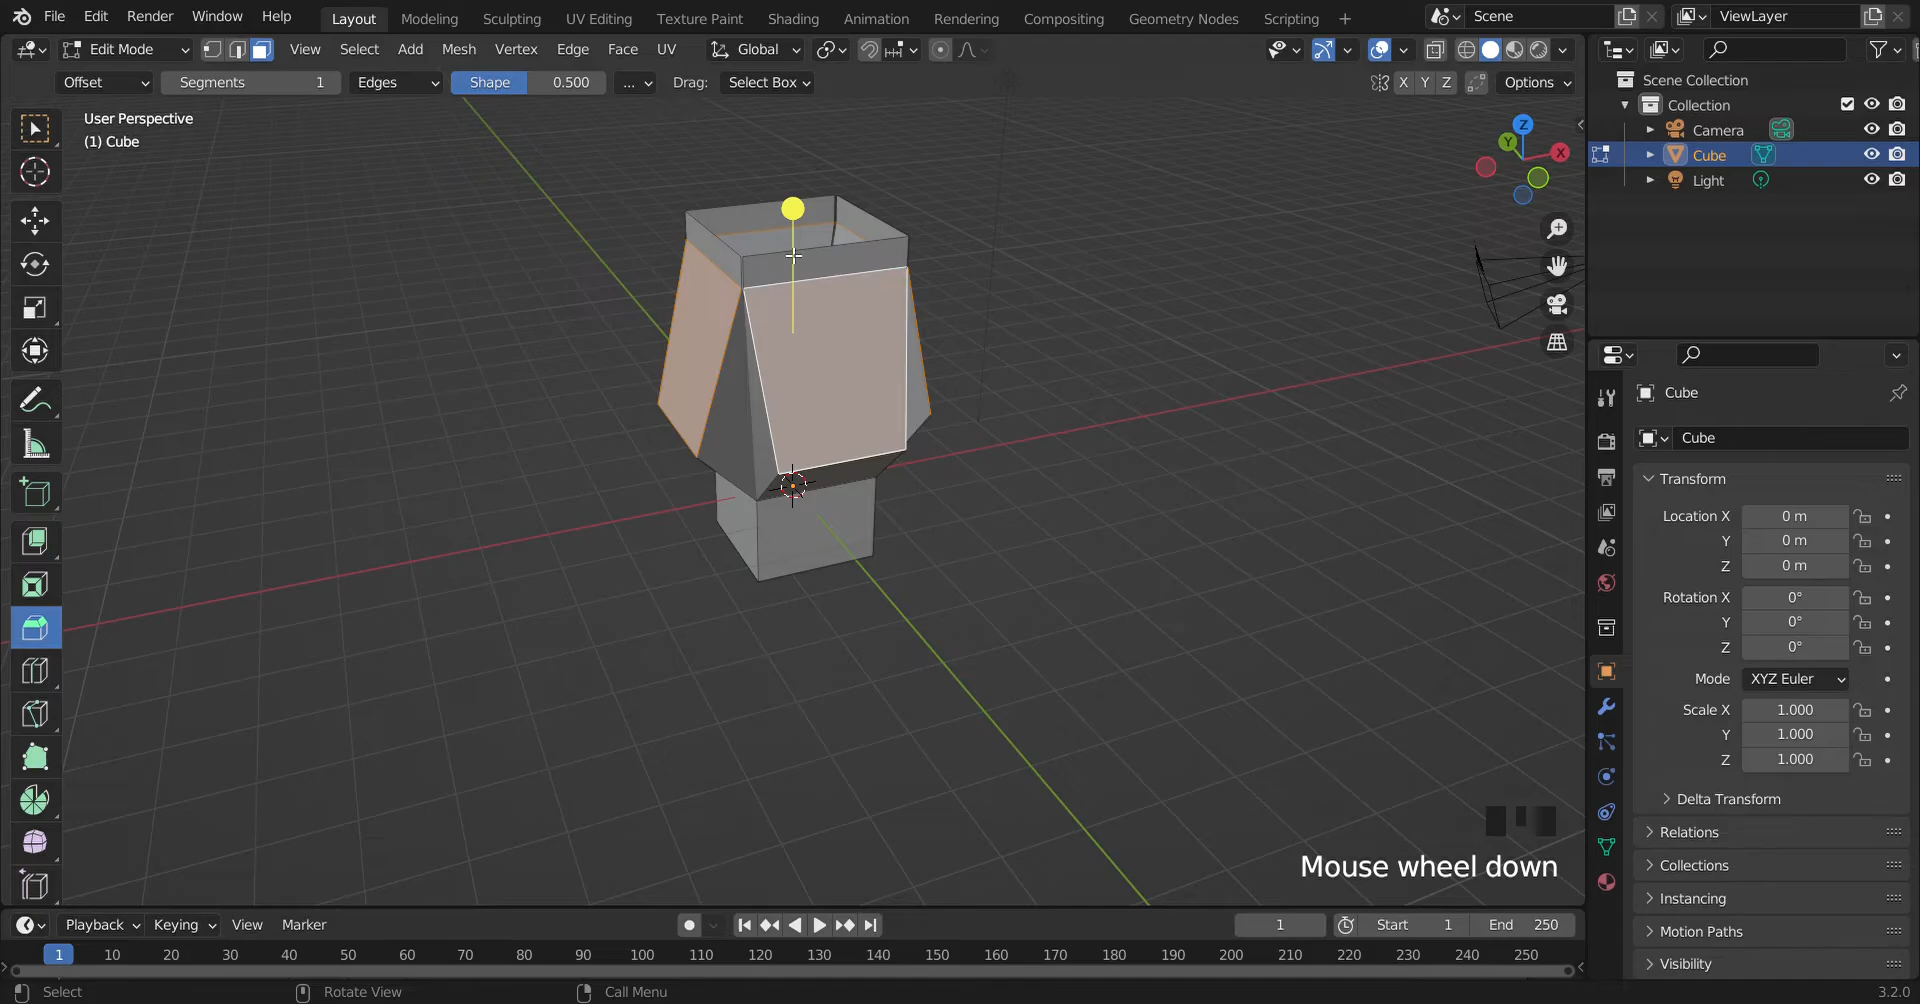 File Edit Render Window Help Layout Modeling Sculpting UV Editing Texture Paint Shading Animation Rendering Compositing Geometry Nodes Scripting + Scene ViewLayer
Edit Mode View Select Add Mesh Vertex Edge Face UV Global
Offset Segments 1 Edges Shape 0.500 ... Drag: Select Box X Y Z Options
User Perspective
(1) Cube
Z
Y
X
Scene Collection
Collection
Camera
Cube
Light
Cube
Cube
Transform
Location X 0 m
Y 0 m
Z 0 m
Rotation X 0°
Y 0°
Z 0°
Mode XYZ Euler
Scale X 1.000
Y 1.000
Z 1.000
Delta Transform
Relations
Collections
Instancing
Motion Paths
Visibility
Mouse wheel down
Playback Keying View Marker 1 Start 1 End 250
1 10 20 30 40 50 60 70 80 90 100 110 120 130 140 150 160 170 180 190 200 210 220 230 240 250
Select Rotate View Call Menu 3.2.0